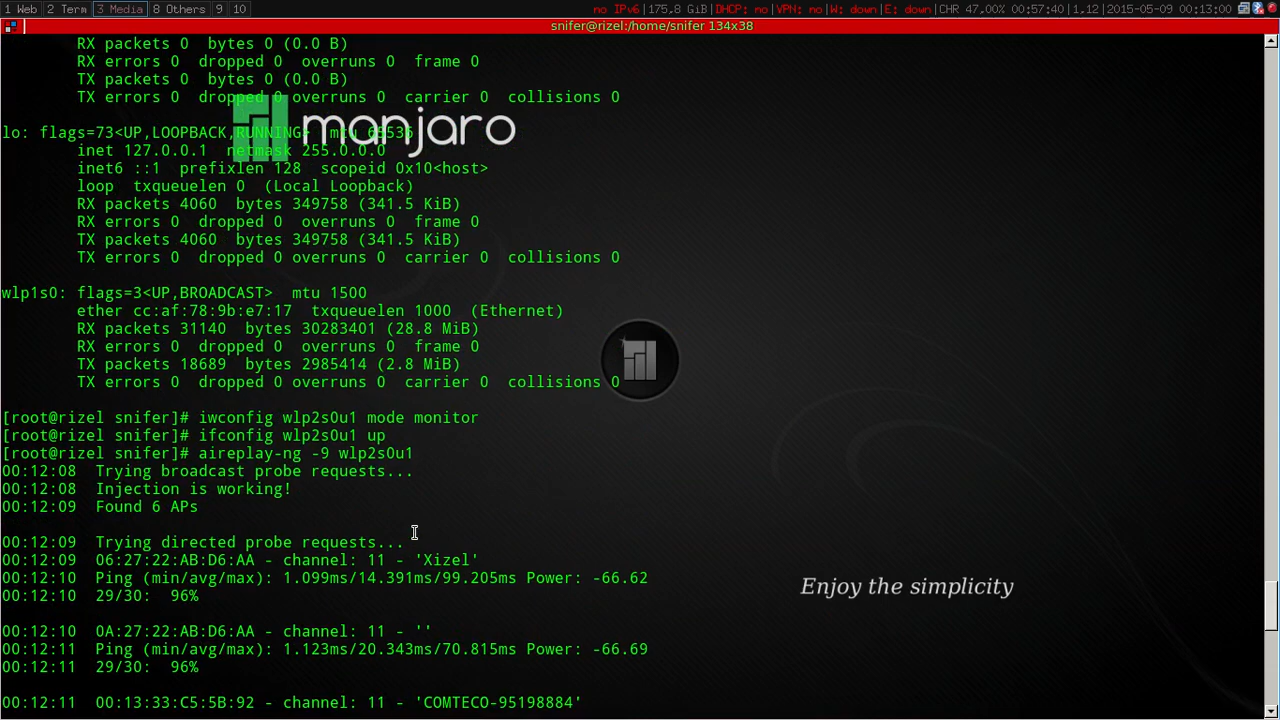 1 Web 2 Term 3 Media 8 Others 9 10 no IPv6|175,8 GiB|DHCP: no|VPN: no|W: down|E: down|CHR 47,00% 00:57:40|1.12|2015-05-09 00:13:00
snifer@rizel:/home/snifer 134x38
RX packets 0 bytes 0 (0.0 B)
RX errors 0 dropped 0 overruns 0 frame 0
TX packets 0 bytes 0 (0.0 B)
TX errors 0 dropped 0 overruns 0 carrier 0 collisions 0
manjaro
lo: flags=73<UP,LOOPBACK,RUNNING> mtu 65536
inet 127.0.0.1 netmask 255.0.0.0
inet6 ::1 prefixlen 128 scopeid 0x10<host>
loop txqueuelen 0 (Local Loopback)
RX packets 4060 bytes 349758 (341.5 KiB)
RX errors 0 dropped 0 overruns 0 frame 0
TX packets 4060 bytes 349758 (341.5 KiB)
TX errors 0 dropped 0 overruns 0 carrier 0 collisions 0
wlp1s0: flags=3<UP,BROADCAST> mtu 1500
ether cc:af:78:9b:e7:17 txqueuelen 1000 (Ethernet)
RX packets 31140 bytes 30283401 (28.8 MiB)
RX errors 0 dropped 0 overruns 0 frame 0
TX packets 18689 bytes 2985414 (2.8 MiB)
TX errors 0 dropped 0 overruns 0 carrier 0 collisions 0
[root@rizel snifer]# iwconfig wlp2s0u1 mode monitor
[root@rizel snifer]# ifconfig wlp2s0u1 up
[root@rizel snifer]# aireplay-ng -9 wlp2s0u1
00:12:08 Trying broadcast probe requests...
00:12:08 Injection is working!
00:12:09 Found 6 APs
00:12:09 Trying directed probe requests...
00:12:09 06:27:22:AB:D6:AA - channel: 11 - 'Xizel'
00:12:10 Ping (min/avg/max): 1.099ms/14.391ms/99.205ms Power: -66.62
00:12:10 29/30: 96%
Enjoy the simplicity
00:12:10 0A:27:22:AB:D6:AA - channel: 11 - ''
00:12:11 Ping (min/avg/max): 1.123ms/20.343ms/70.815ms Power: -66.69
00:12:11 29/30: 96%
00:12:11 00:13:33:C5:5B:92 - channel: 11 - 'COMTECO-95198884'